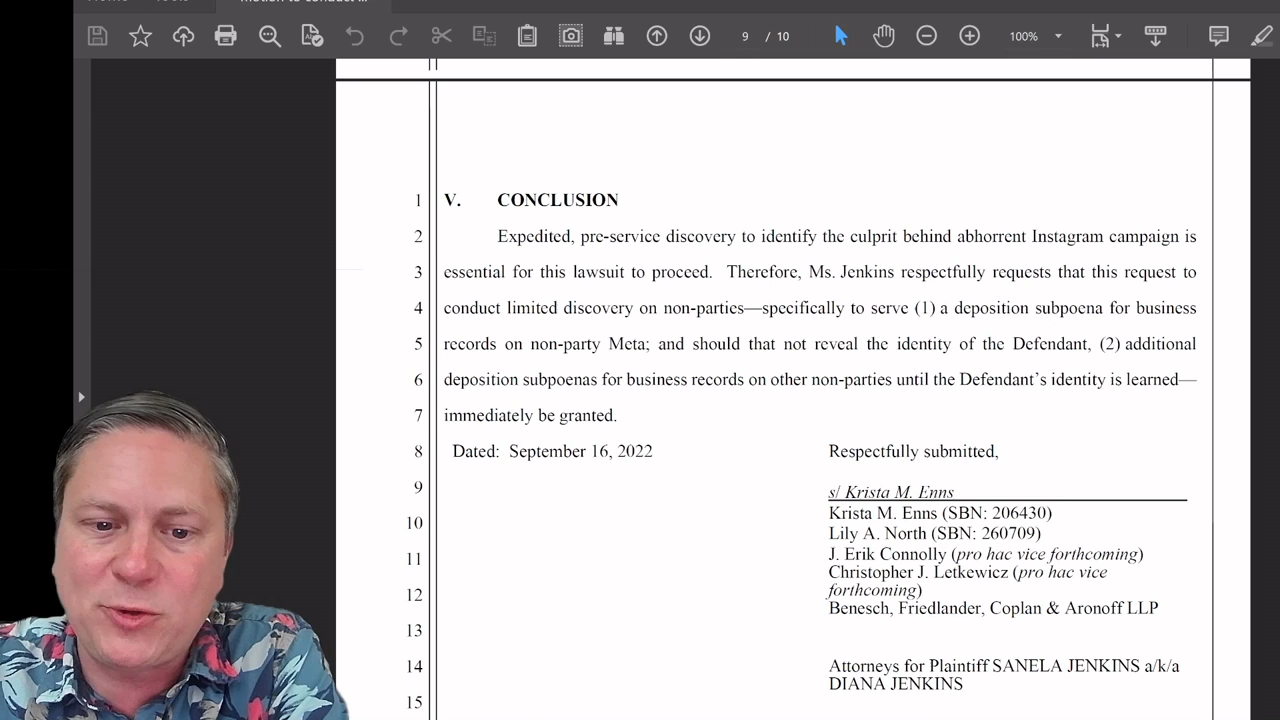 9 / 10
100%
1 V. CONCLUSION
2 Expedited, pre-service discovery to identify the culprit behind abhorrent Instagram campaign is
3 essential for this lawsuit to proceed. Therefore, Ms. Jenkins respectfully requests that this request to
4 conduct limited discovery on non-parties—specifically to serve (1) a deposition subpoena for business
5 records on non-party Meta; and should that not reveal the identity of the Defendant, (2) additional
6 deposition subpoenas for business records on other non-parties until the Defendant's identity is learned—
7 immediately be granted.
8 Dated: September 16, 2022 Respectfully submitted,
9 s/ Krista M. Enns
Krista M. Enns (SBN: 206430)
10
Lily A. North (SBN: 260709)
11 J. Erik Connolly (pro hac vice forthcoming)
Christopher J. Letkewicz (pro hac vice
forthcoming)
12
Benesch, Friedlander, Coplan & Aronoff LLP
13
14 Attorneys for Plaintiff SANELA JENKINS a/k/a
DIANA JENKINS
15